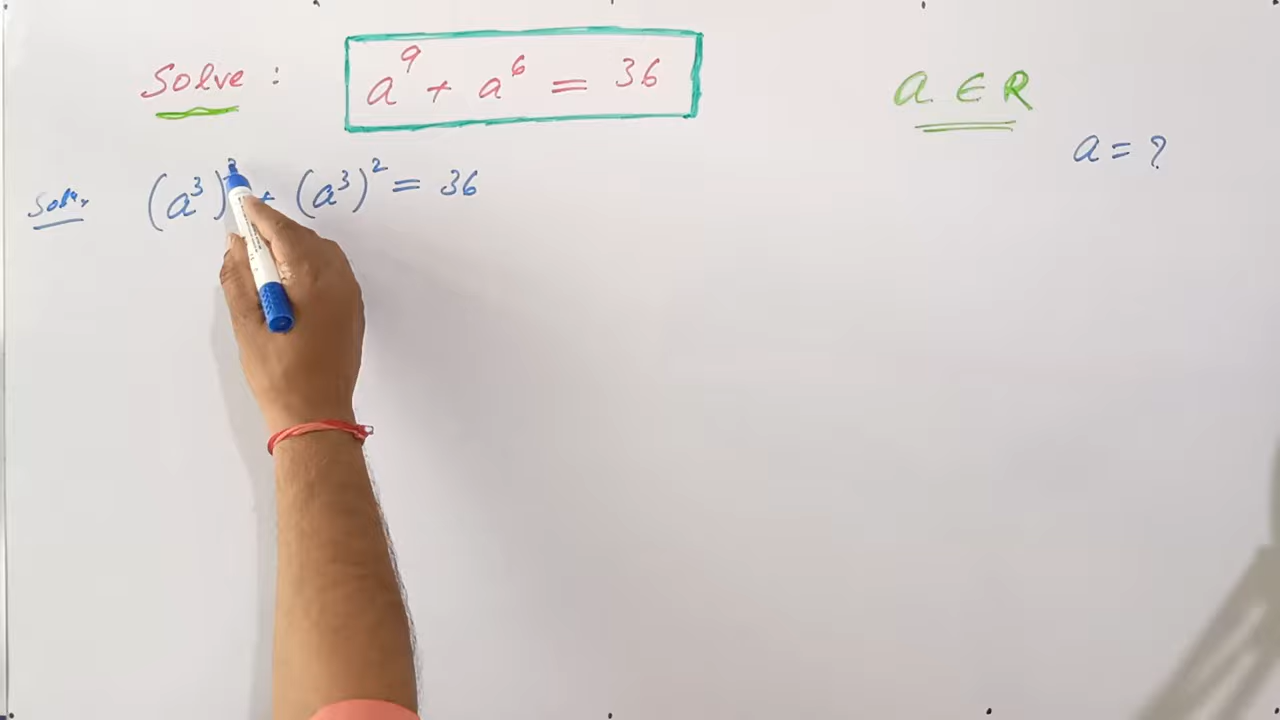 Solve : a⁹ + a⁶ = 36
a ∈ R
a = ?
Solⁿ. (a³)³ + (a³)² = 36